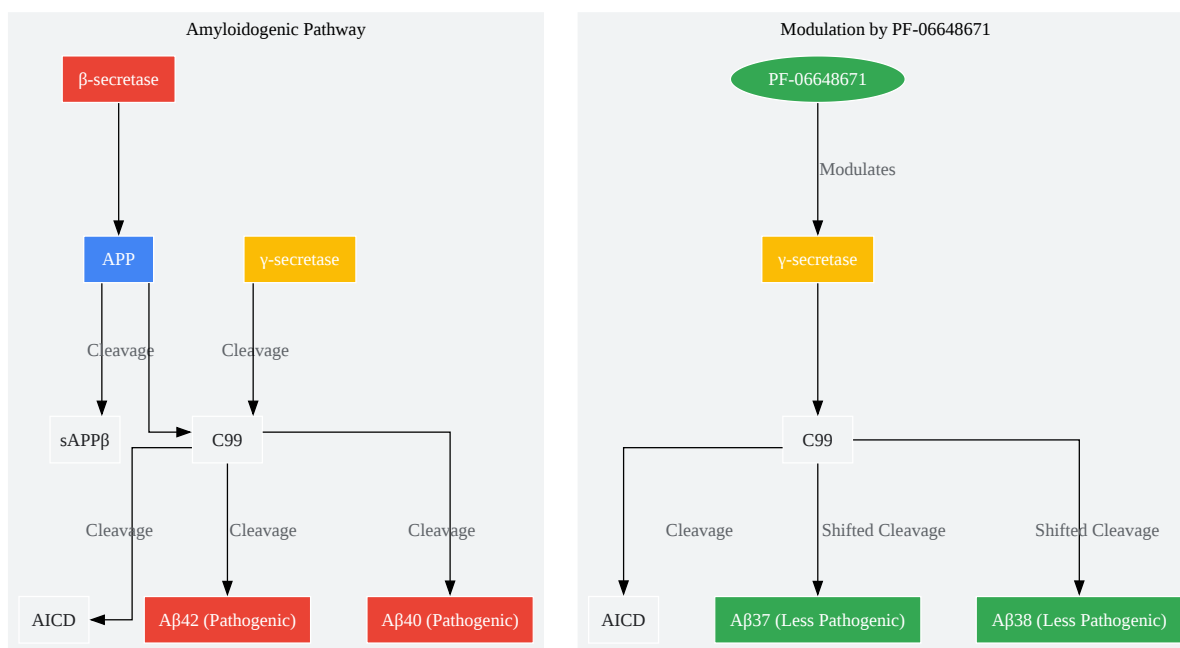 Amyloidogenic Pathway
β-secretase
APP
γ-secretase
Cleavage
Cleavage
sAPPβ
C99
Cleavage
Cleavage
Cleavage
AICD
Aβ42 (Pathogenic)
Aβ40 (Pathogenic)
Modulation by PF-06648671
PF-06648671
Modulates
γ-secretase
C99
Cleavage
Shifted Cleavage
Shifted Cleavage
AICD
Aβ37 (Less Pathogenic)
Aβ38 (Less Pathogenic)